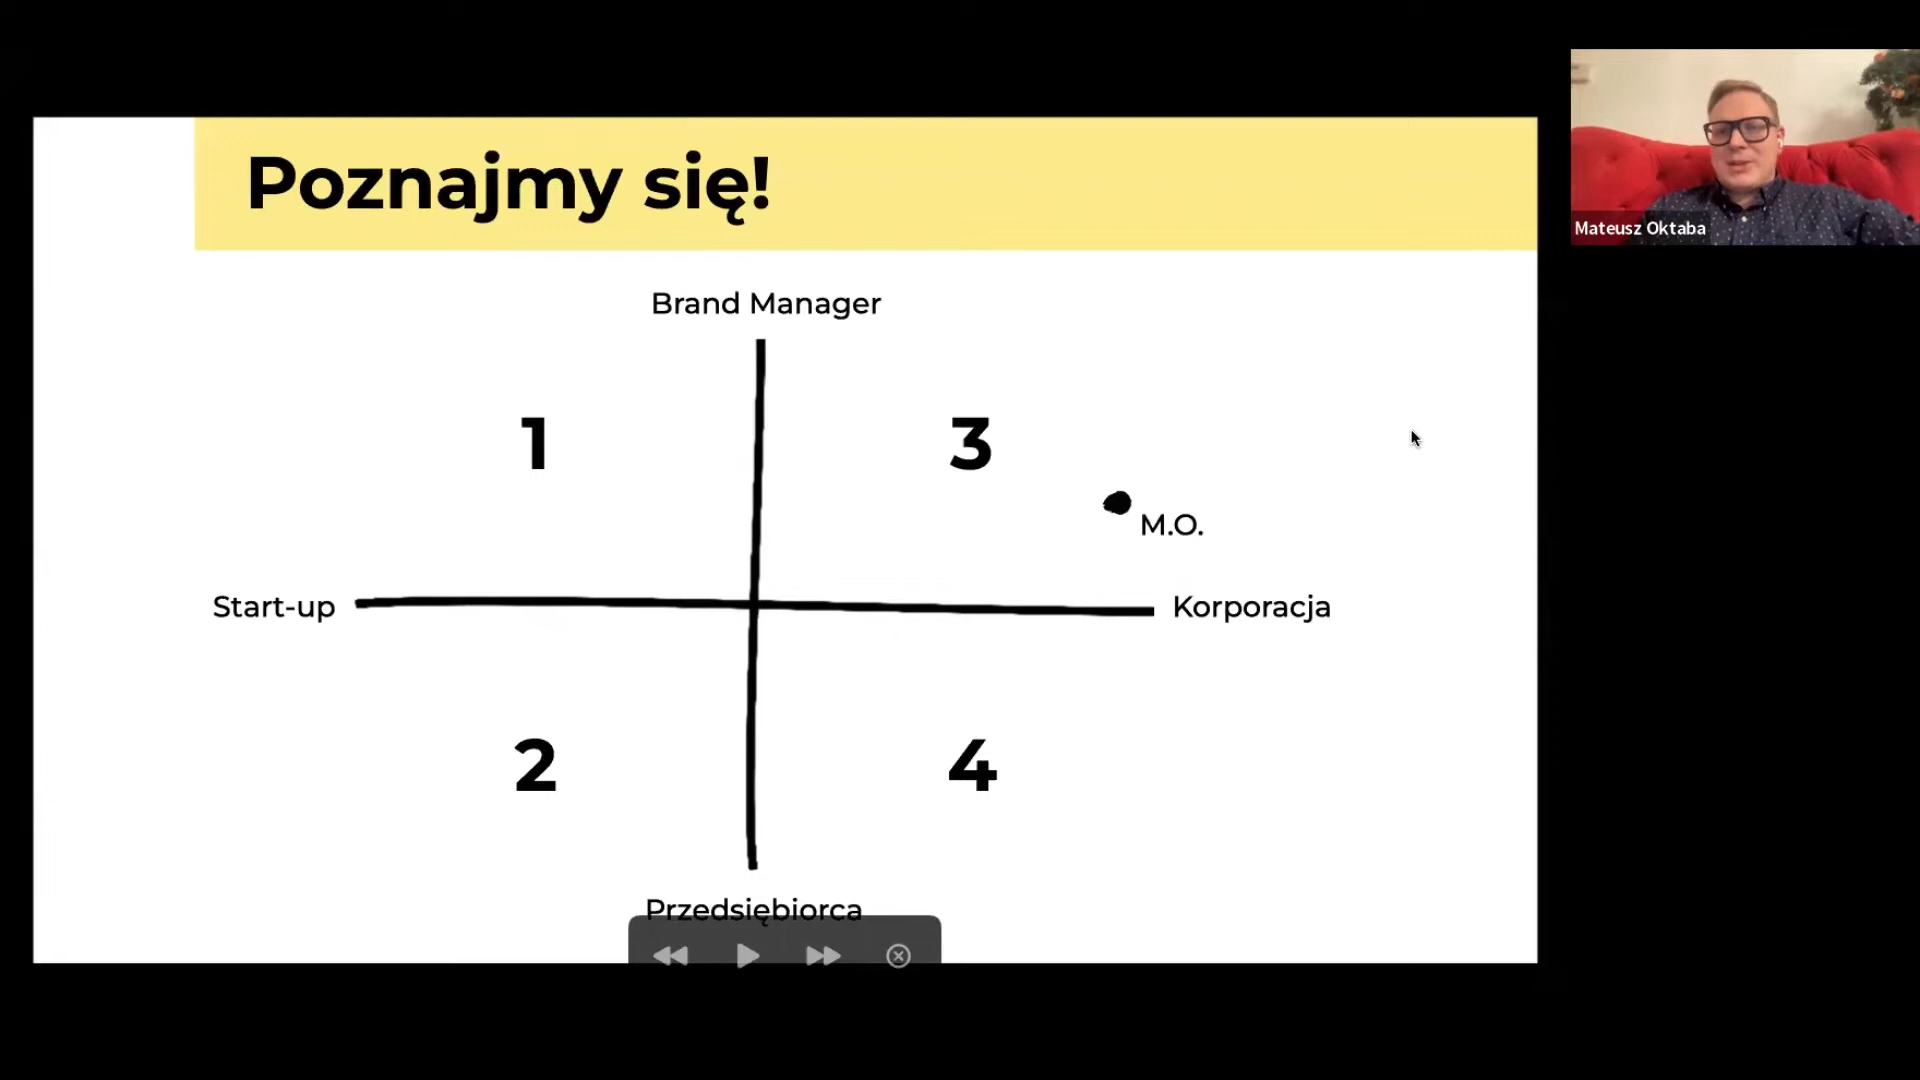 Poznajmy się!
Mateusz Oktaba
Brand Manager
1
3
M.O.
Start-up
Korporacja
2
4
Przedsiębiorca